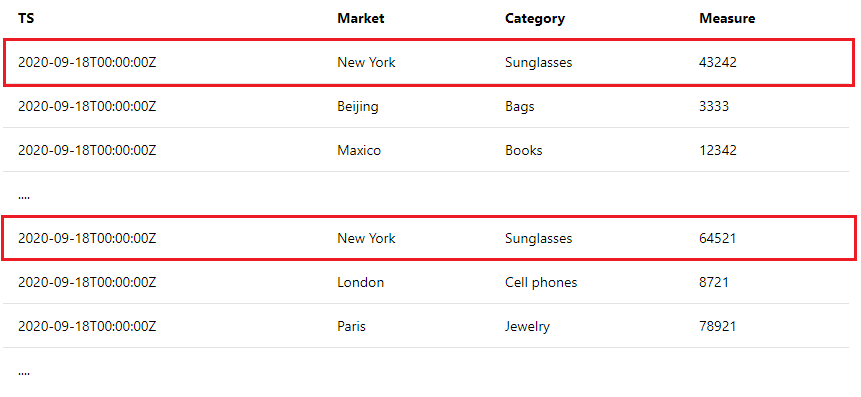 TS Market Category Measure
2020-09-18T00:00:00Z New York Sunglasses 43242
2020-09-18T00:00:00Z Beijing Bags 3333
2020-09-18T00:00:00Z Maxico Books 12342
....
2020-09-18T00:00:00Z New York Sunglasses 64521
2020-09-18T00:00:00Z London Cell phones 8721
2020-09-18T00:00:00Z Paris Jewelry 78921
....